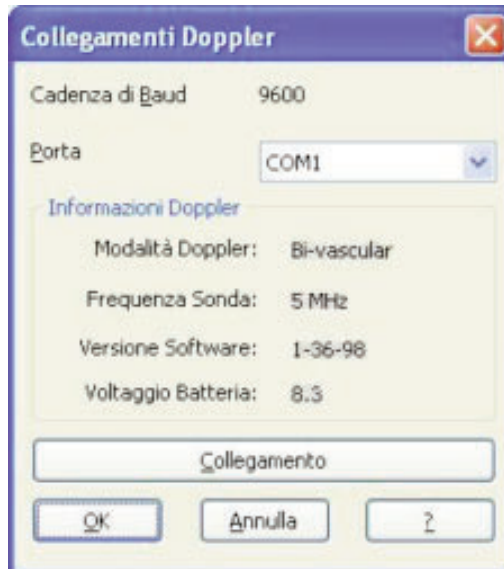 Collegamenti Doppler
Cadenza di Baud 9600
Porta COM1
Informazioni Doppler
Modalità Doppler: Bi-vascular
Frequenza Sonda: 5 MHz
Versione Software: 1-36-98
Voltaggio Batteria: 8.3
Collegamento
OK Annulla ?